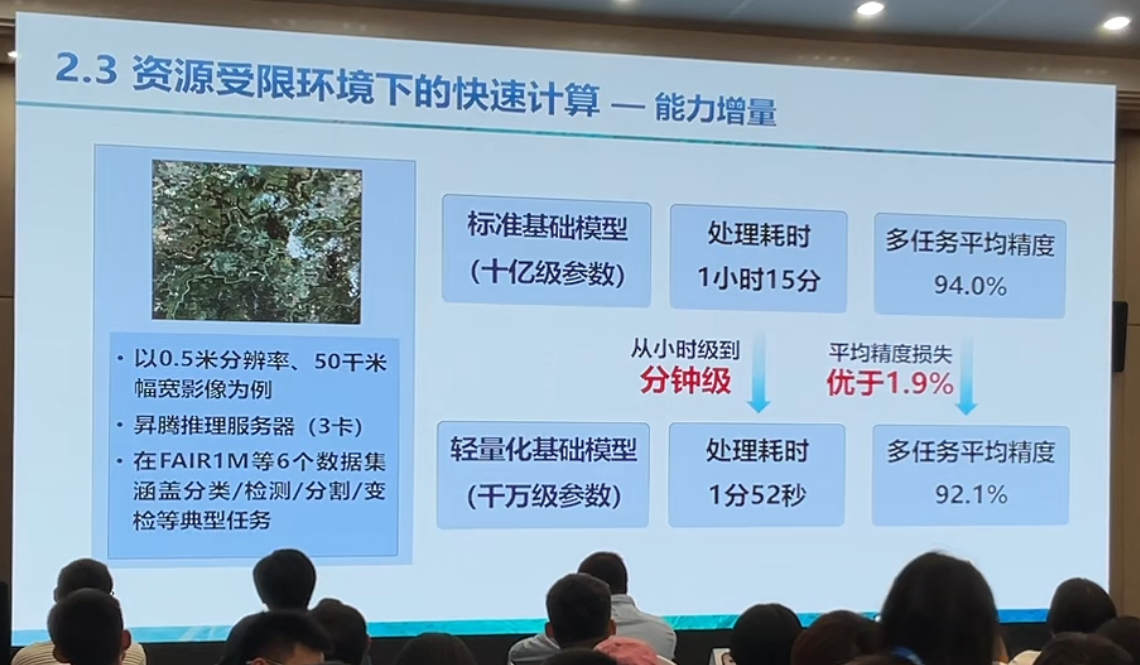 2.3 资源受限环境下的快速计算 — 能力增量
• 以0.5米分辨率、50千米
幅宽影像为例
• 昇腾推理服务器（3卡）
• 在FAIR1M等6个数据集
涵盖分类/检测/分割/变
检等典型任务
标准基础模型
（十亿级参数）
处理耗时
1小时15分
多任务平均精度
94.0%
从小时级到
分钟级
平均精度损失
优于1.9%
轻量化基础模型
（千万级参数）
处理耗时
1分52秒
多任务平均精度
92.1%